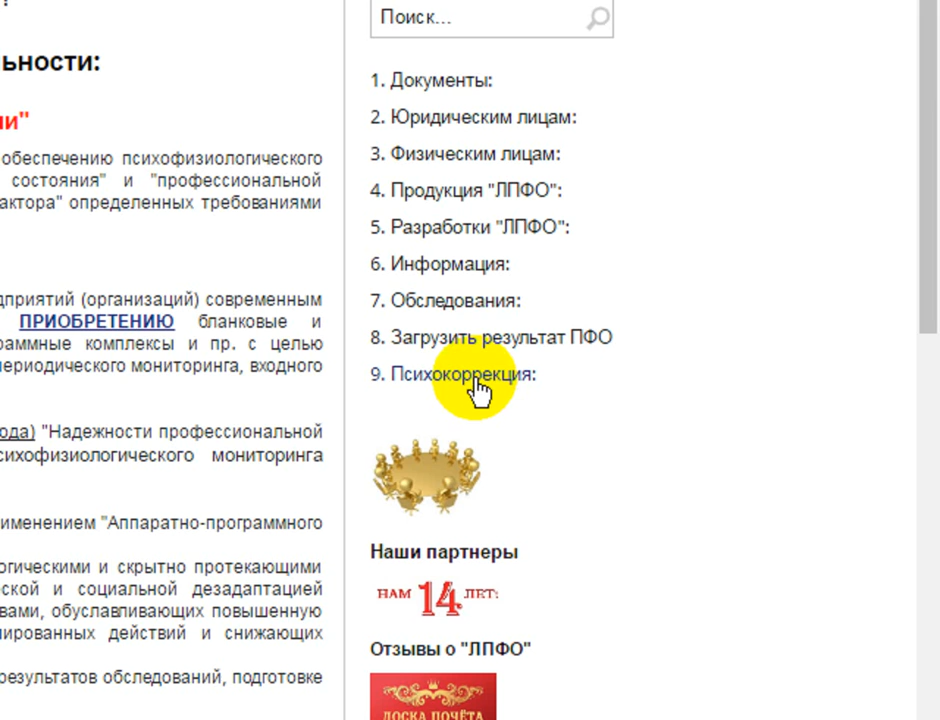 ьности:
ли"
обеспечению психофизиологического
состояния" и "профессиональной
актора" определенных требованиями
дприятий (организаций) современным
ПРИОБРЕТЕНИЮ бланковые и
раммные комплексы и пр. с целью
периодического мониторинга, входного
ода) "Надежности профессиональной
сихофизиологического мониторинга
именением "Аппаратно-программного
огическими и скрытно протекающими
еской и социальной дезадаптацией
вами, обуславливающих повышенную
ированных действий и снижающих
результатов обследований, подготовке
Поиск...
1. Документы:
2. Юридическим лицам:
3. Физическим лицам:
4. Продукция "ЛПФО":
5. Разработки "ЛПФО":
6. Информация:
7. Обследования:
8. Загрузить результат ПФО
9. Психокоррекция:
Наши партнеры
НАМ 14 ЛЕТ:
Отзывы о "ЛПФО"
ДОСКА ПОЧЁТА